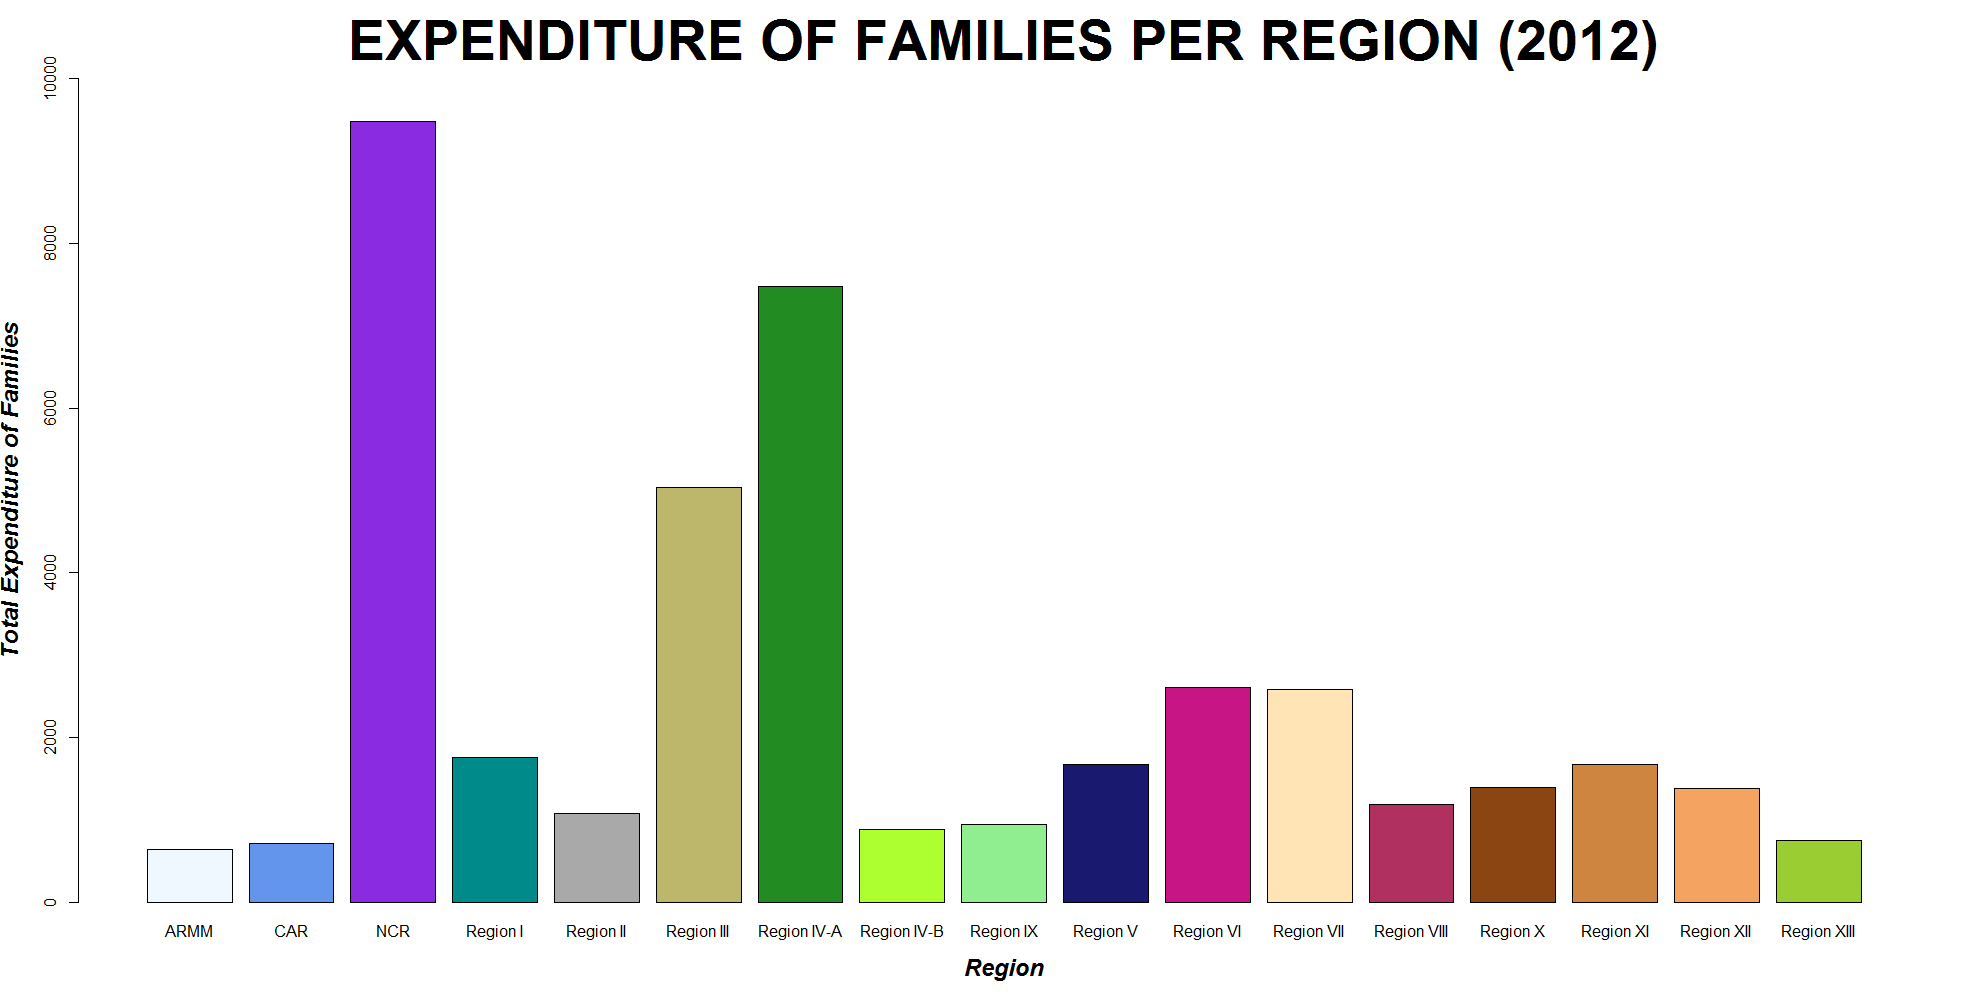 EXPENDITURE OF FAMILIES PER REGION (2012)
Total Expenditure of Families
10000
8000
6000
4000
2000
0
ARMM CAR NCR Region I Region II Region III Region IV-A Region IV-B Region IX Region V Region VI Region VII Region VIII Region X Region XI Region XII Region XIII
Region